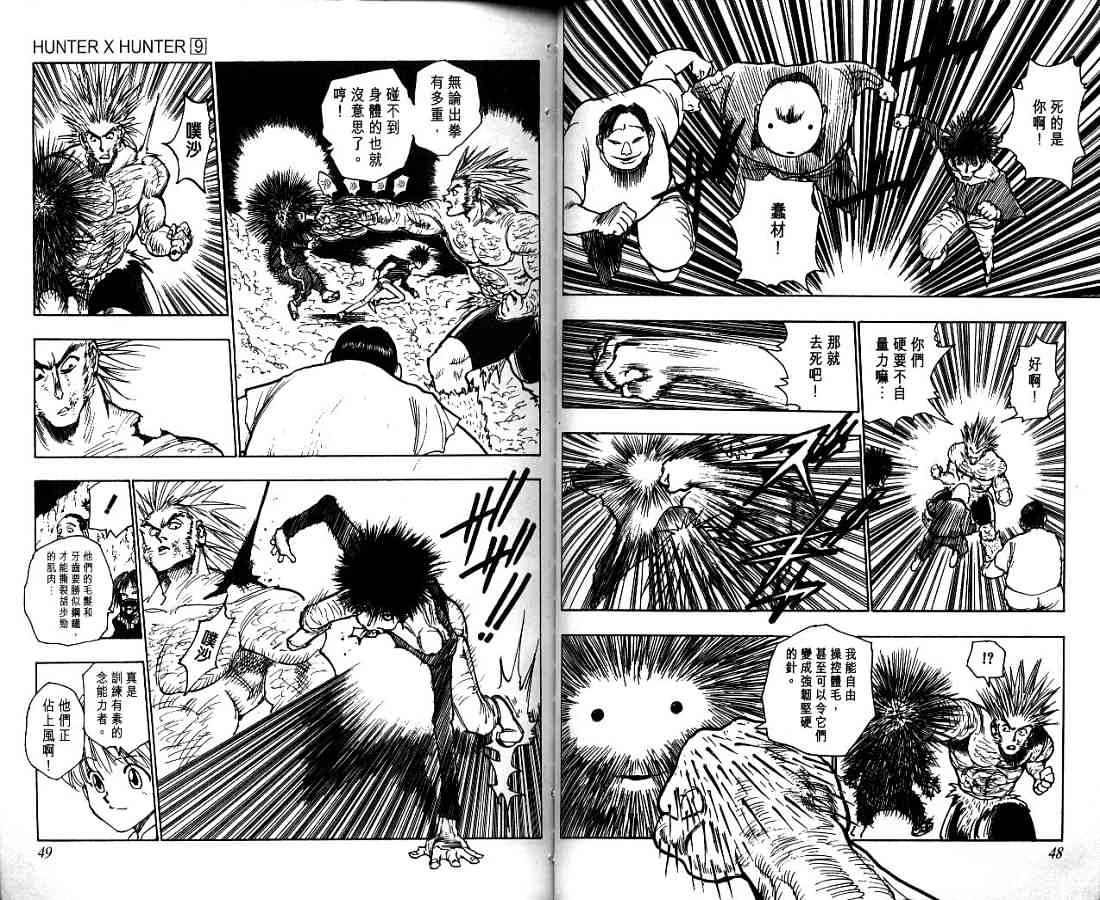 HUNTER X HUNTER 9
死的是
你啊！
蠢材！
好啊！
你們
硬要不自
量力嘛…
那就
去死吧！
!?
我能自由
操控體毛，
甚至可以令它們
變成強韌堅硬
的針。
48
無論出拳
有多重，
碰不到
身體的也就
沒意思了。
哼！
噗沙
噗沙
！
他們的毛髮和
牙齒要勝似鋼鐵
才能撕裂胡步勁
的肌肉…
真是
訓練有素的
念能力者。
他們正
佔上風啊！
49